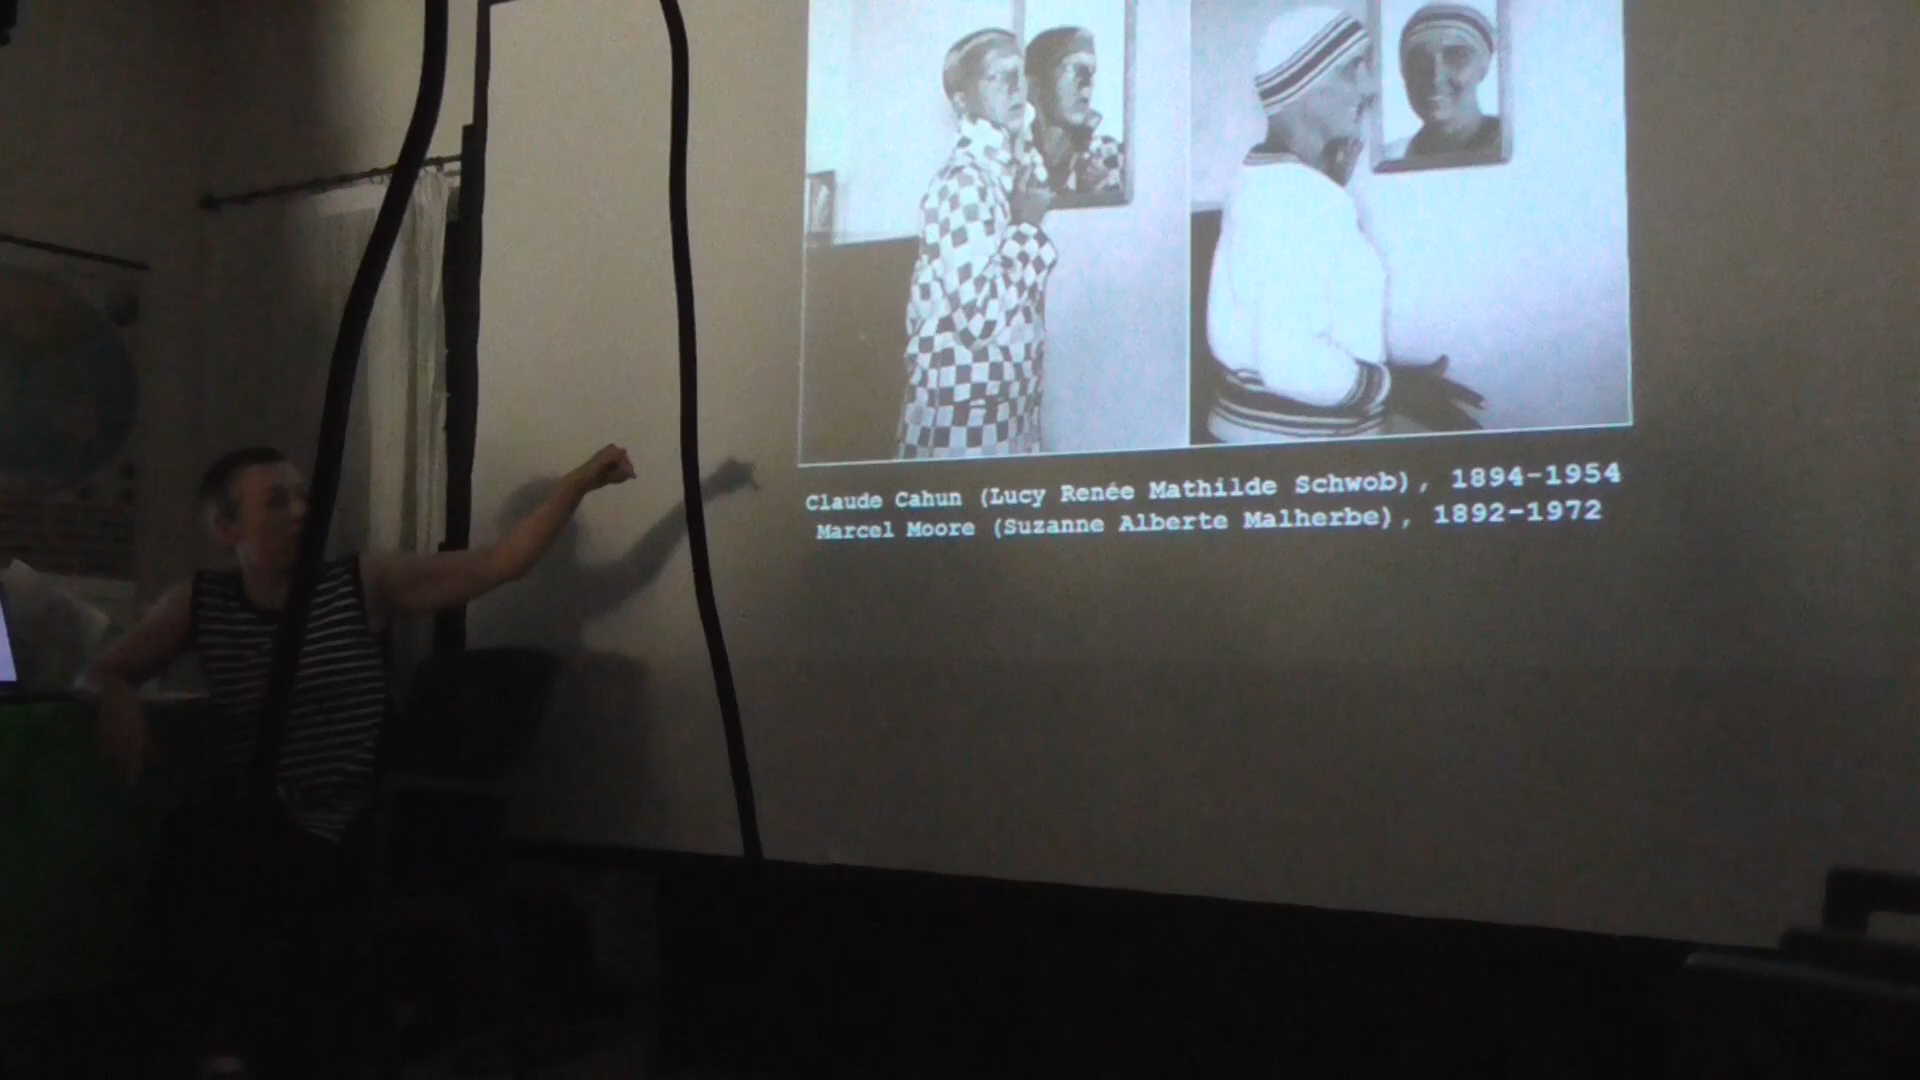 Claude Cahun (Lucy Renée Mathilde Schwob), 1894-1954
Marcel Moore (Suzanne Alberte Malherbe), 1892-1972